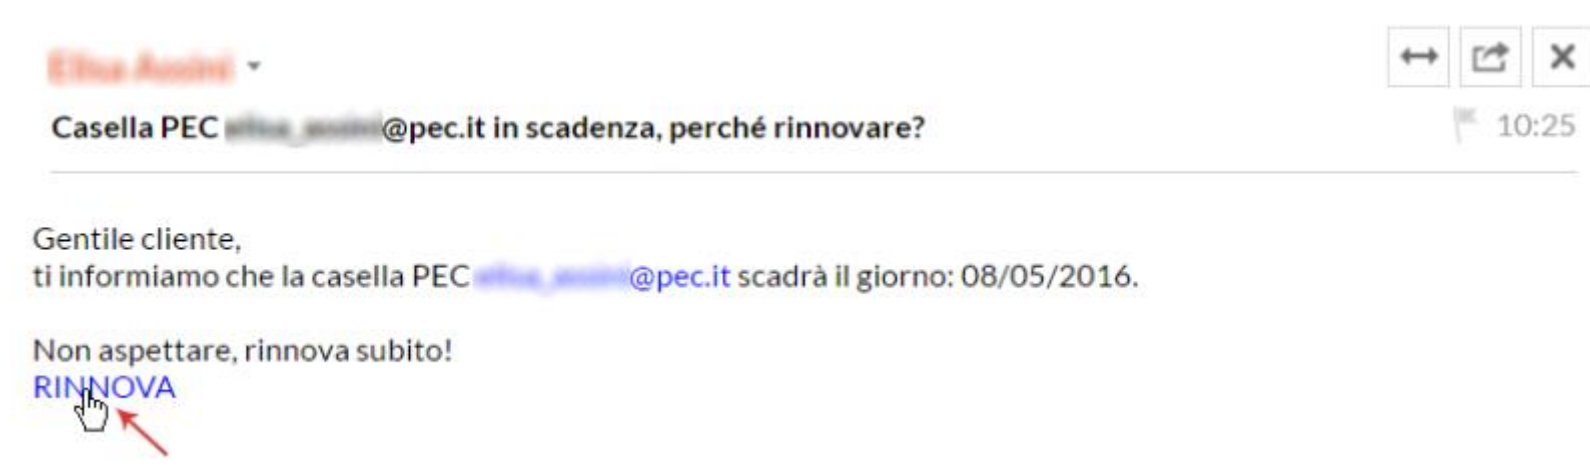 Casella PEC @pec.it in scadenza, perché rinnovare?
10:25
Gentile cliente,
ti informiamo che la casella PEC @pec.it scadrà il giorno: 08/05/2016.
Non aspettare, rinnova subito!
RINNOVA